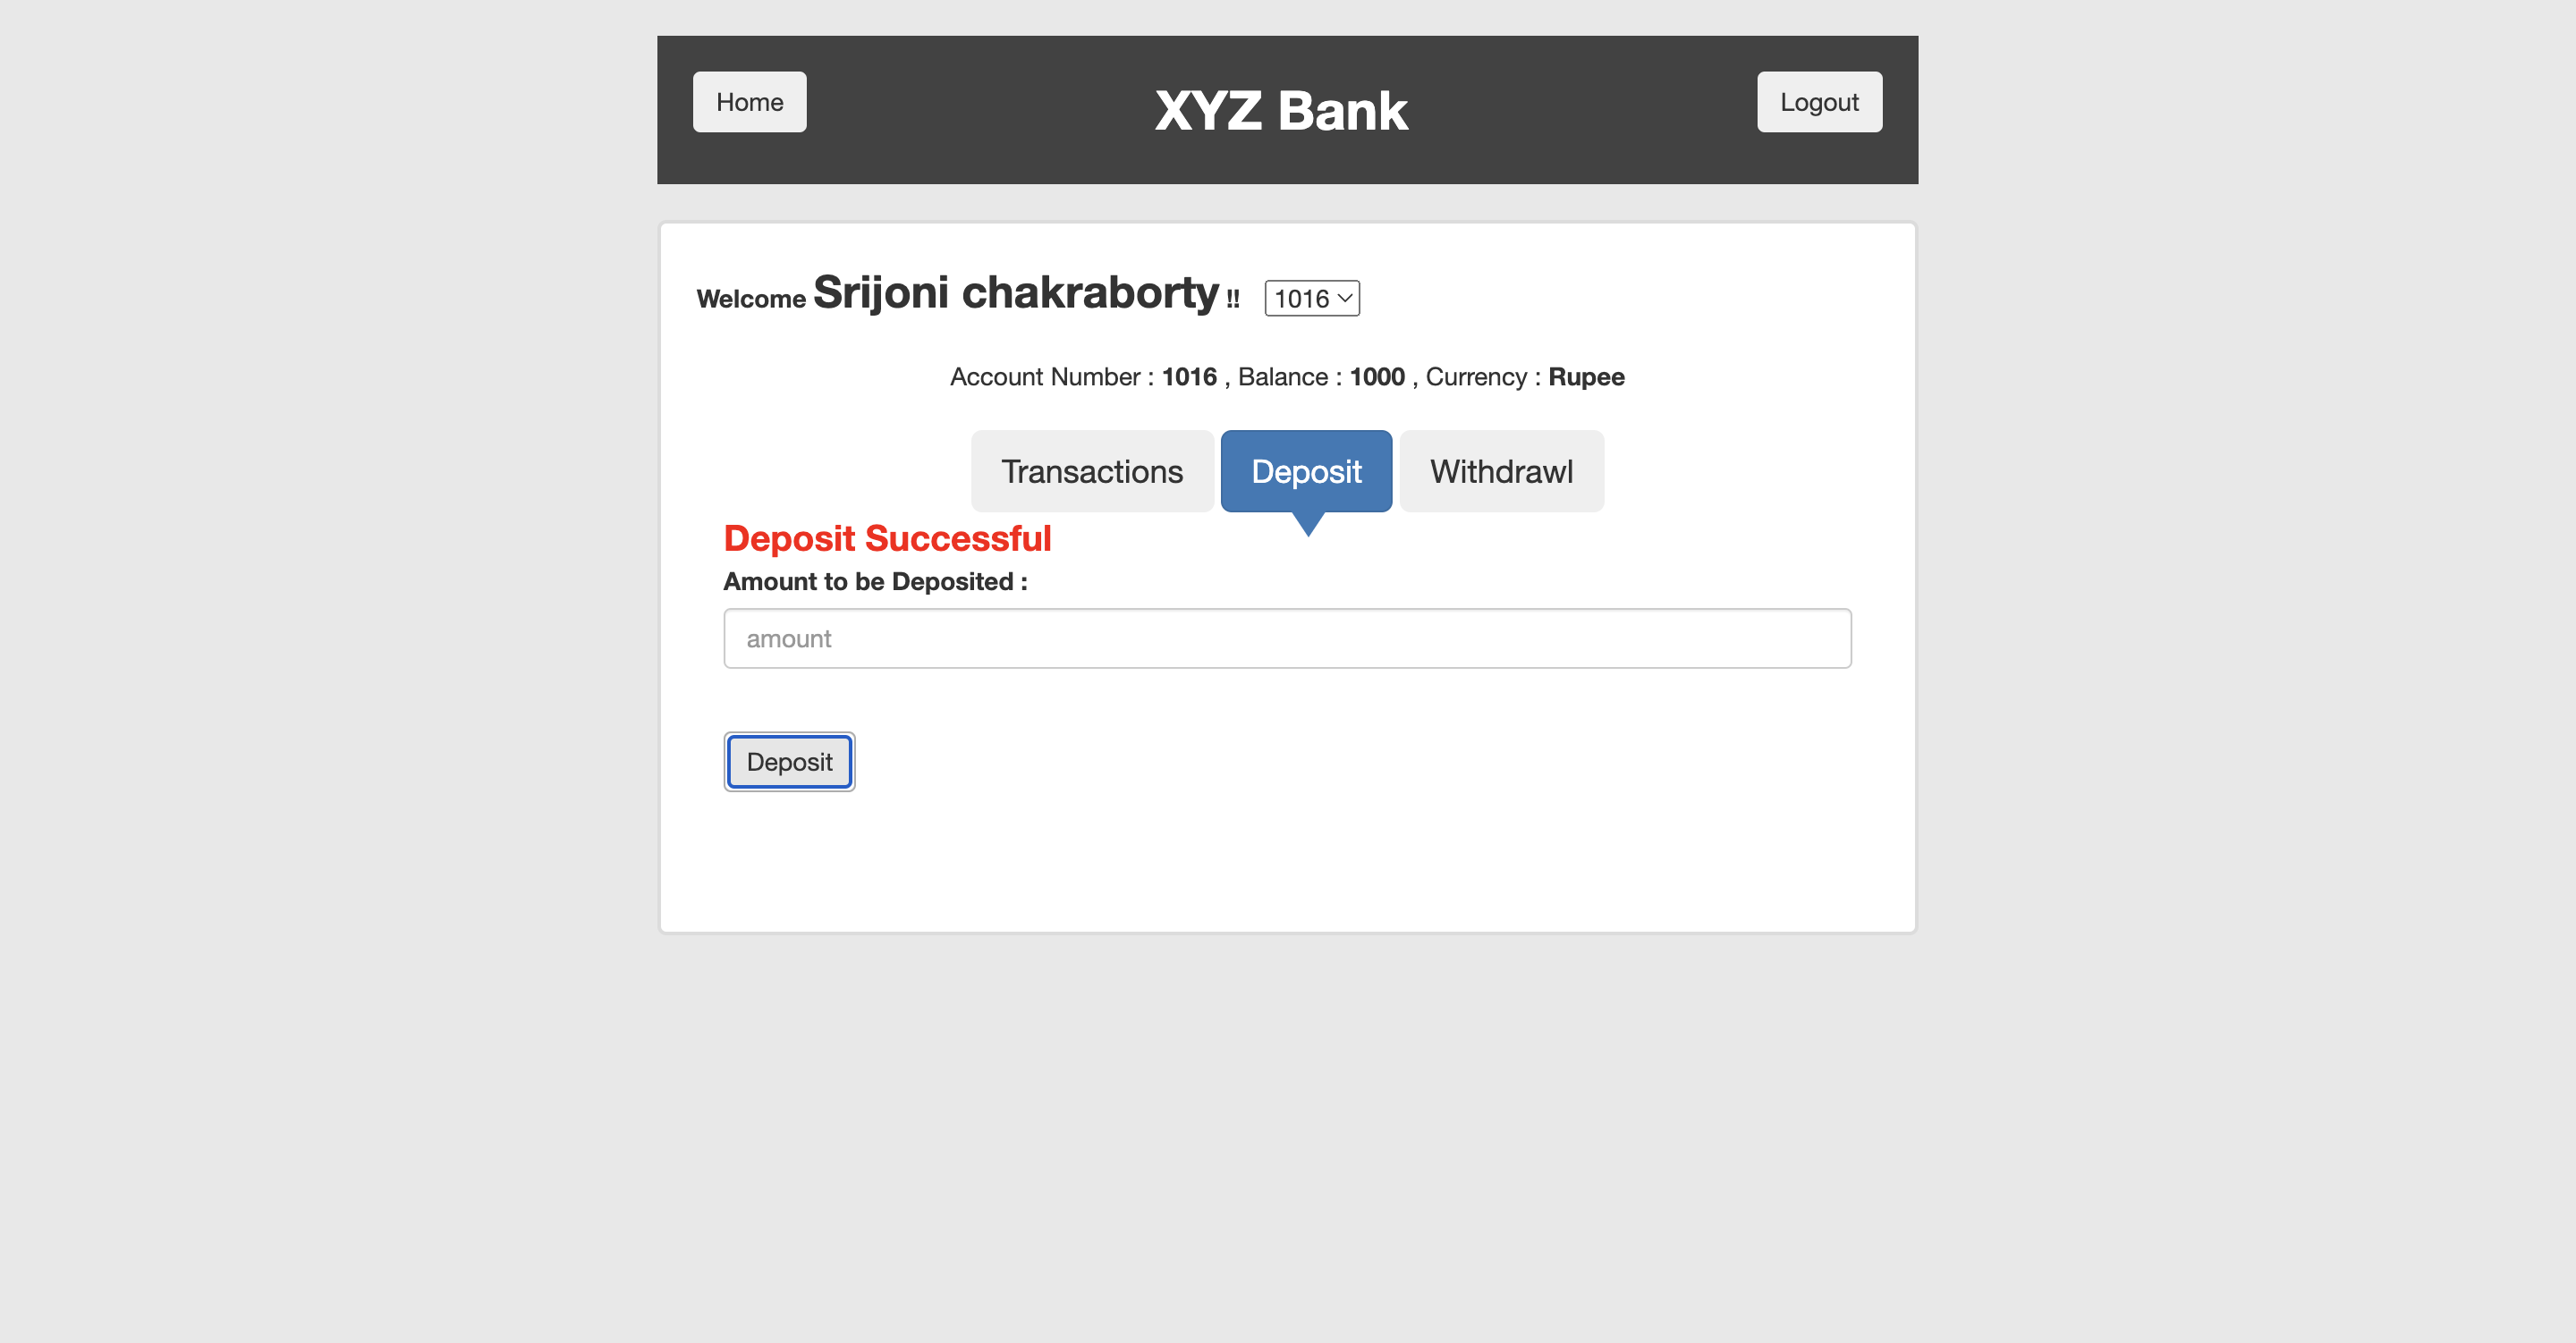 Home XYZ Bank Logout
Welcome Srijoni chakraborty !! 1016
Account Number : 1016 , Balance : 1000 , Currency : Rupee
Transactions Deposit Withdrawl
Deposit Successful
Amount to be Deposited :
amount
Deposit